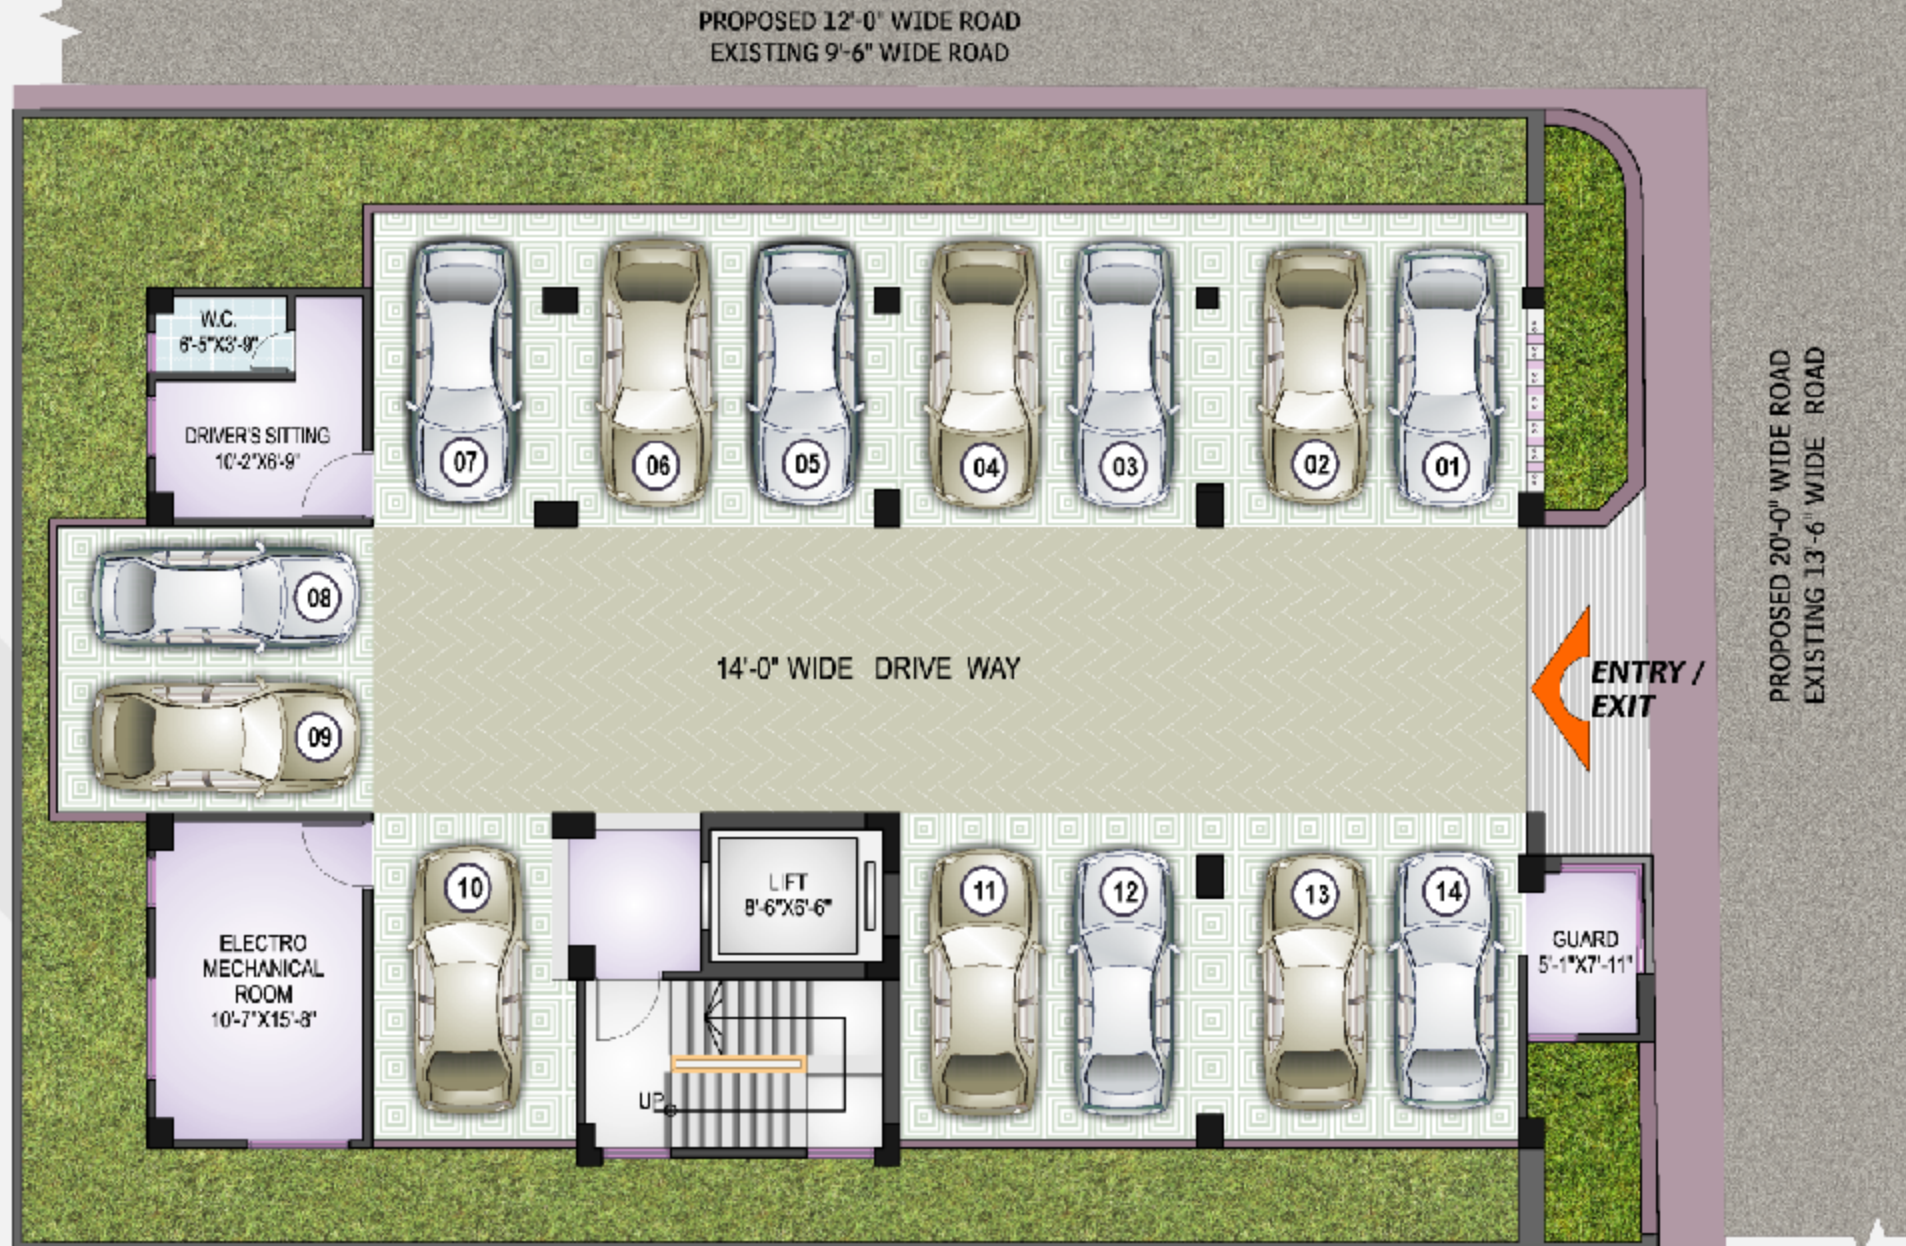 PROPOSED 12'-0" WIDE ROAD
EXISTING 9'-6" WIDE ROAD
W.C.
6'-5"X3'-9"
DRIVER'S SITTING
10'-2"X6'-9"
07
06
05
04
03
02
01
PROPOSED 20'-0" WIDE ROAD
EXISTING 13'-6" WIDE ROAD
08
09
14'-0" WIDE DRIVE WAY
ENTRY /
EXIT
10
LIFT
8'-6"X6'-6"
11
12
13
14
ELECTRO
MECHANICAL
ROOM
10'-7"X15'-8"
GUARD
5'-1"X7'-11"
UP